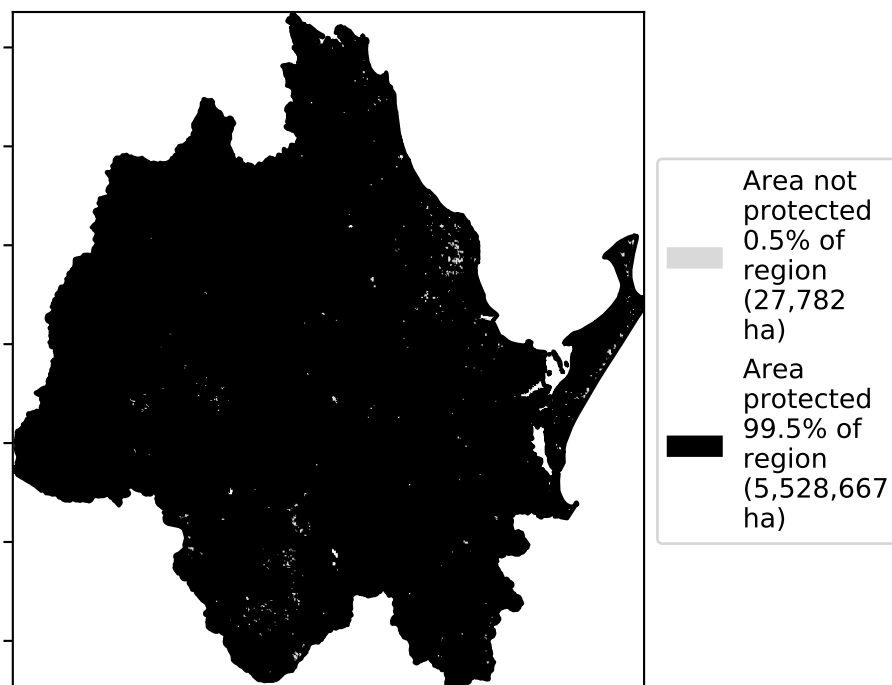 Area not
protected
0.5% of
region
(27,782
ha)
Area
protected
99.5% of
region
(5,528,667
ha)